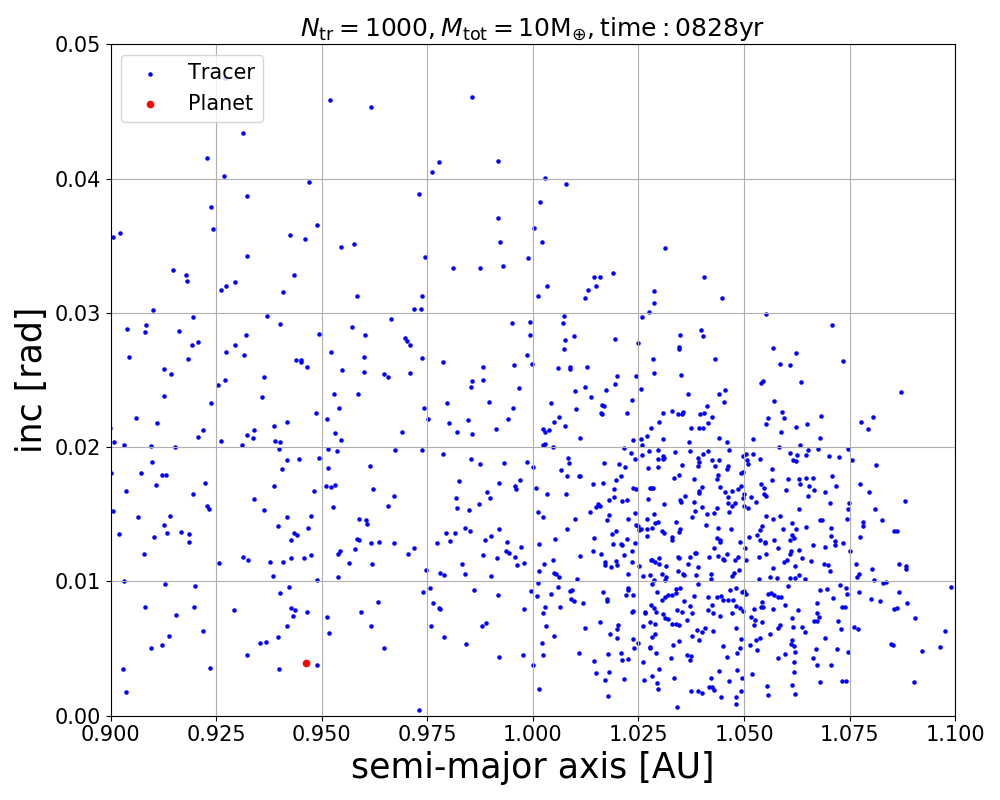 N_tr = 1000, M_tot = 10M_⊕, time : 0828yr
Tracer
Planet
0.05
0.04
0.03
0.02
0.01
0.00
inc [rad]
0.900 0.925 0.950 0.975 1.000 1.025 1.050 1.075 1.100
semi-major axis [AU]